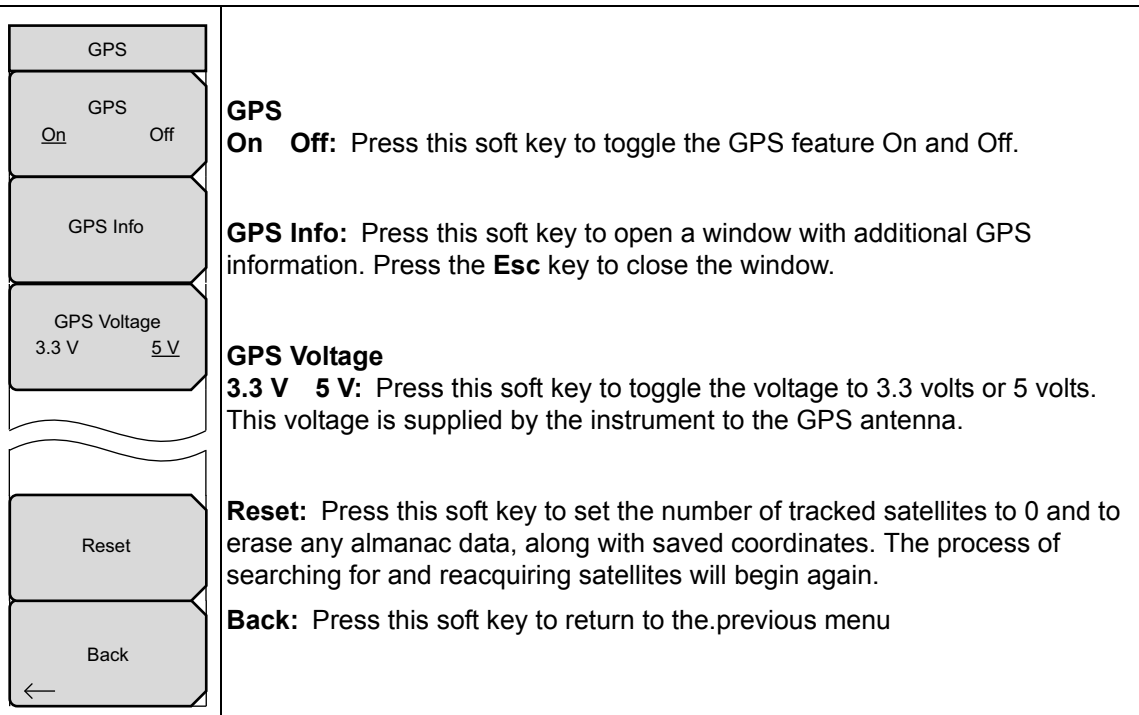 GPS
GPS
On Off
GPS Info
GPS Voltage
3.3 V 5 V
Reset
Back
GPS
On Off: Press this soft key to toggle the GPS feature On and Off.
GPS Info: Press this soft key to open a window with additional GPS
information. Press the Esc key to close the window.
GPS Voltage
3.3 V 5 V: Press this soft key to toggle the voltage to 3.3 volts or 5 volts.
This voltage is supplied by the instrument to the GPS antenna.
Reset: Press this soft key to set the number of tracked satellites to 0 and to
erase any almanac data, along with saved coordinates. The process of
searching for and reacquiring satellites will begin again.
Back: Press this soft key to return to the.previous menu